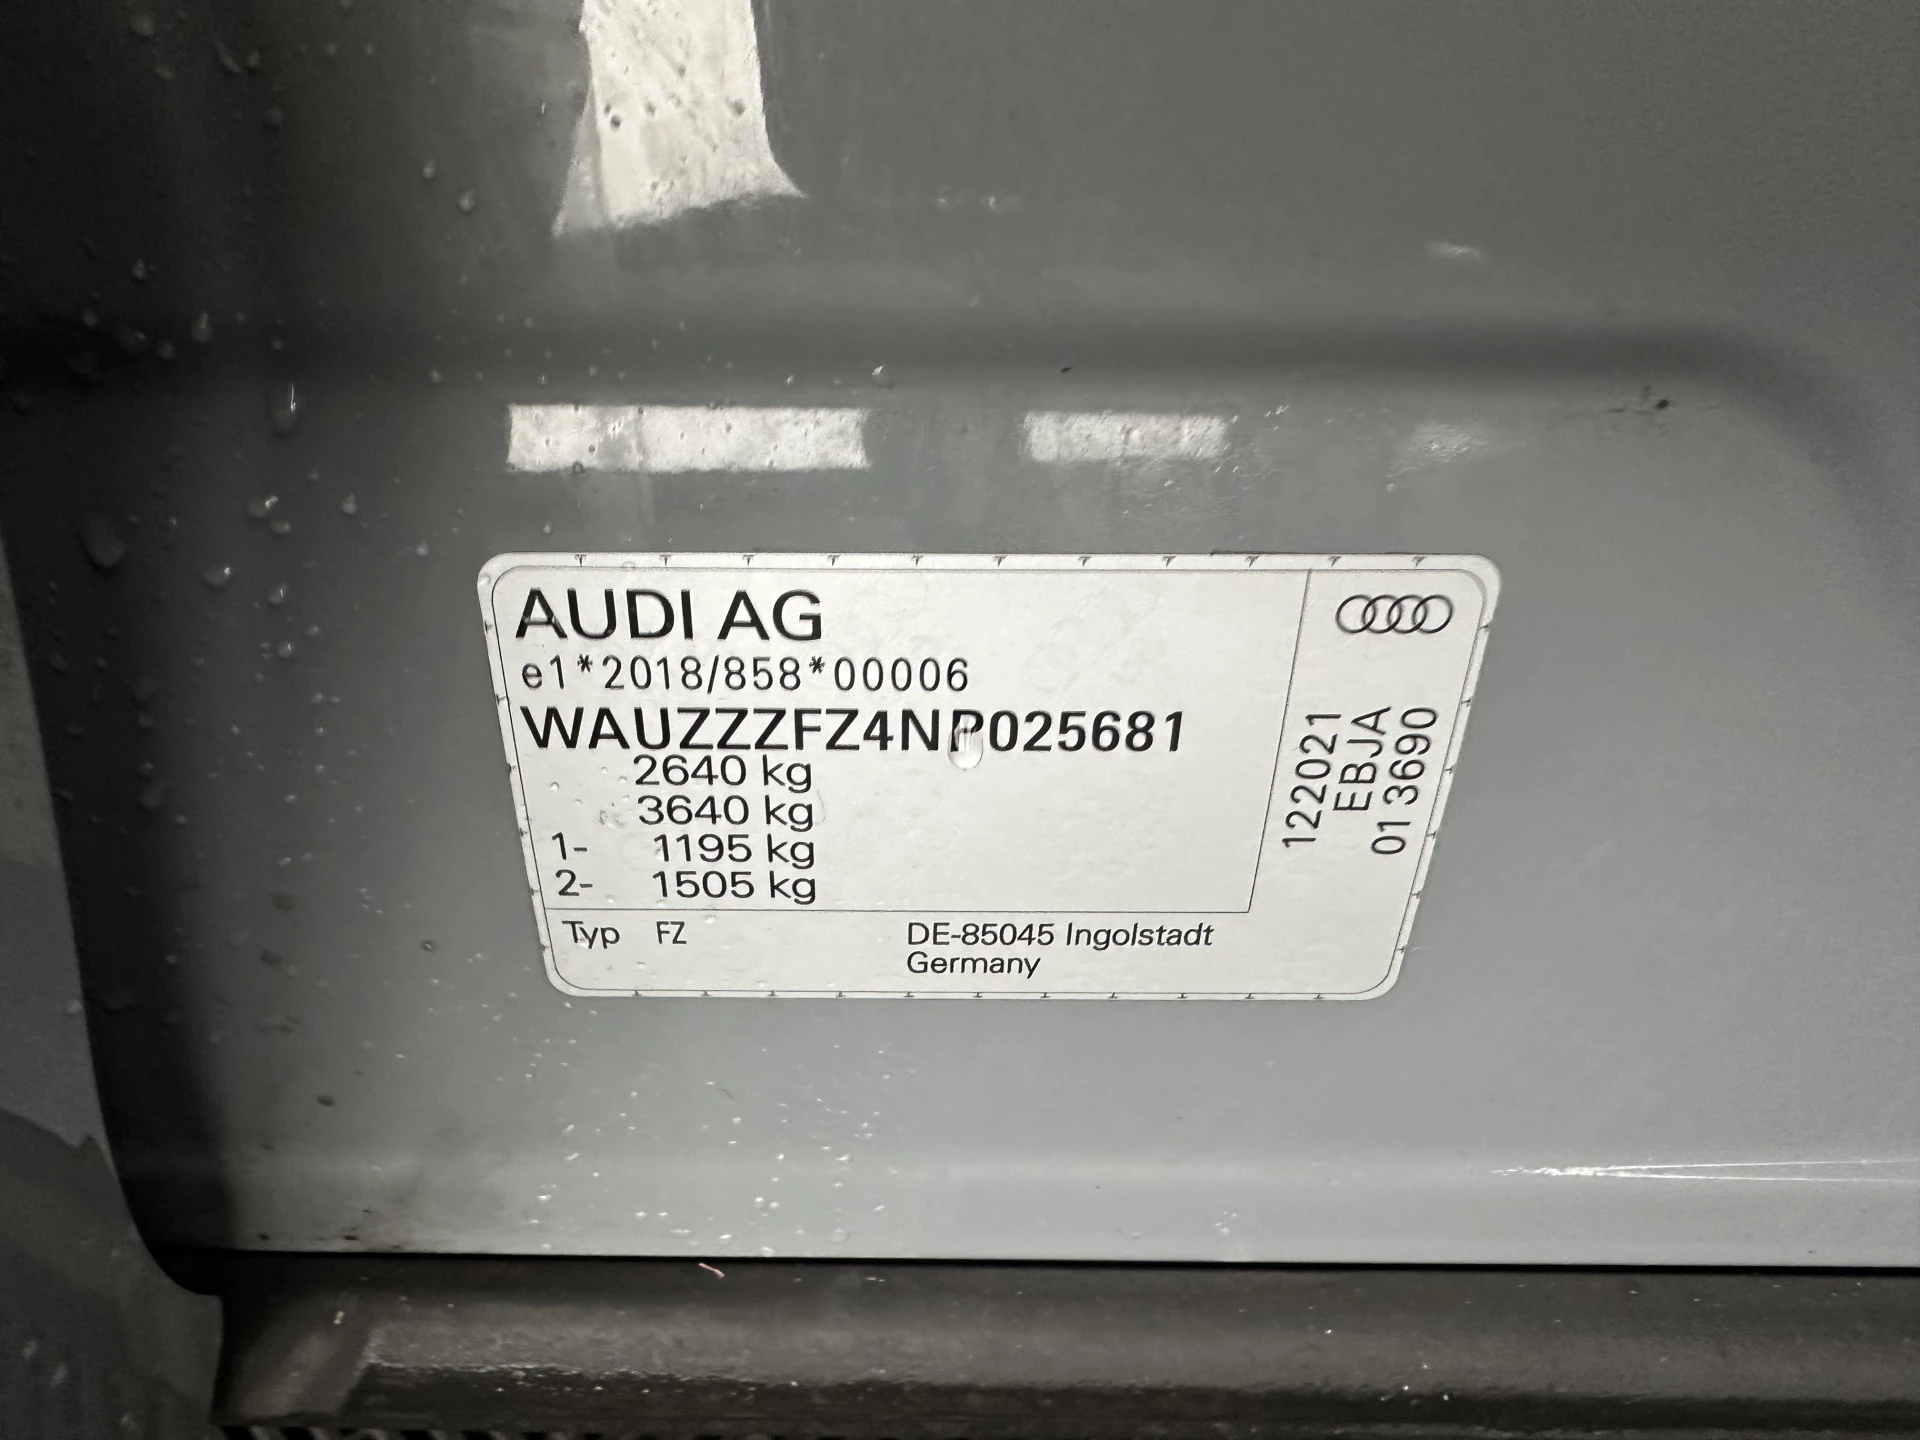 AUDI AG
e1*2018/858*00006
WAUZZZFZ4NP025681
2640 kg
3640 kg
1- 1195 kg
2- 1505 kg
Typ FZ
DE-85045 Ingolstadt
Germany
122021
EBJA
013690